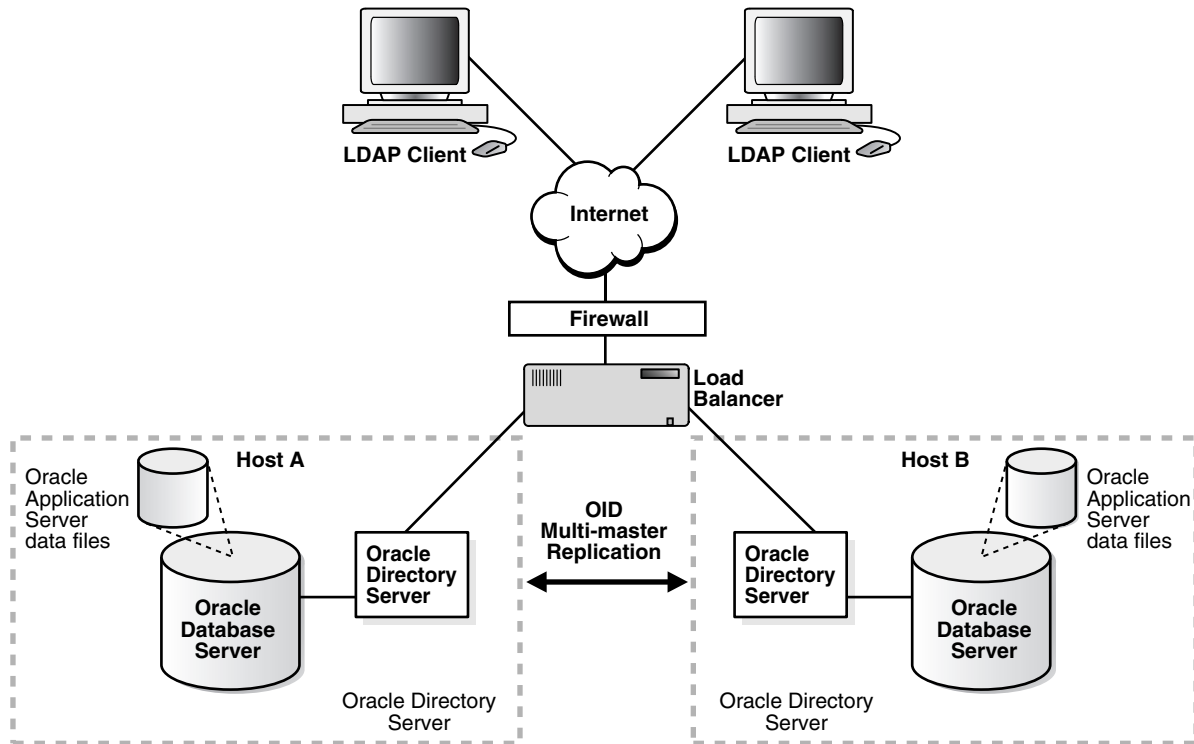 LDAP Client
LDAP Client
Internet
Firewall
Load
Balancer
Host A
Oracle
Application
Server
data files
Oracle
Database
Server
Oracle
Directory
Server
Oracle Directory
Server
OID
Multi-master
Replication
Host B
Oracle
Application
Server
data files
Oracle
Directory
Server
Oracle
Database
Server
Oracle Directory
Server